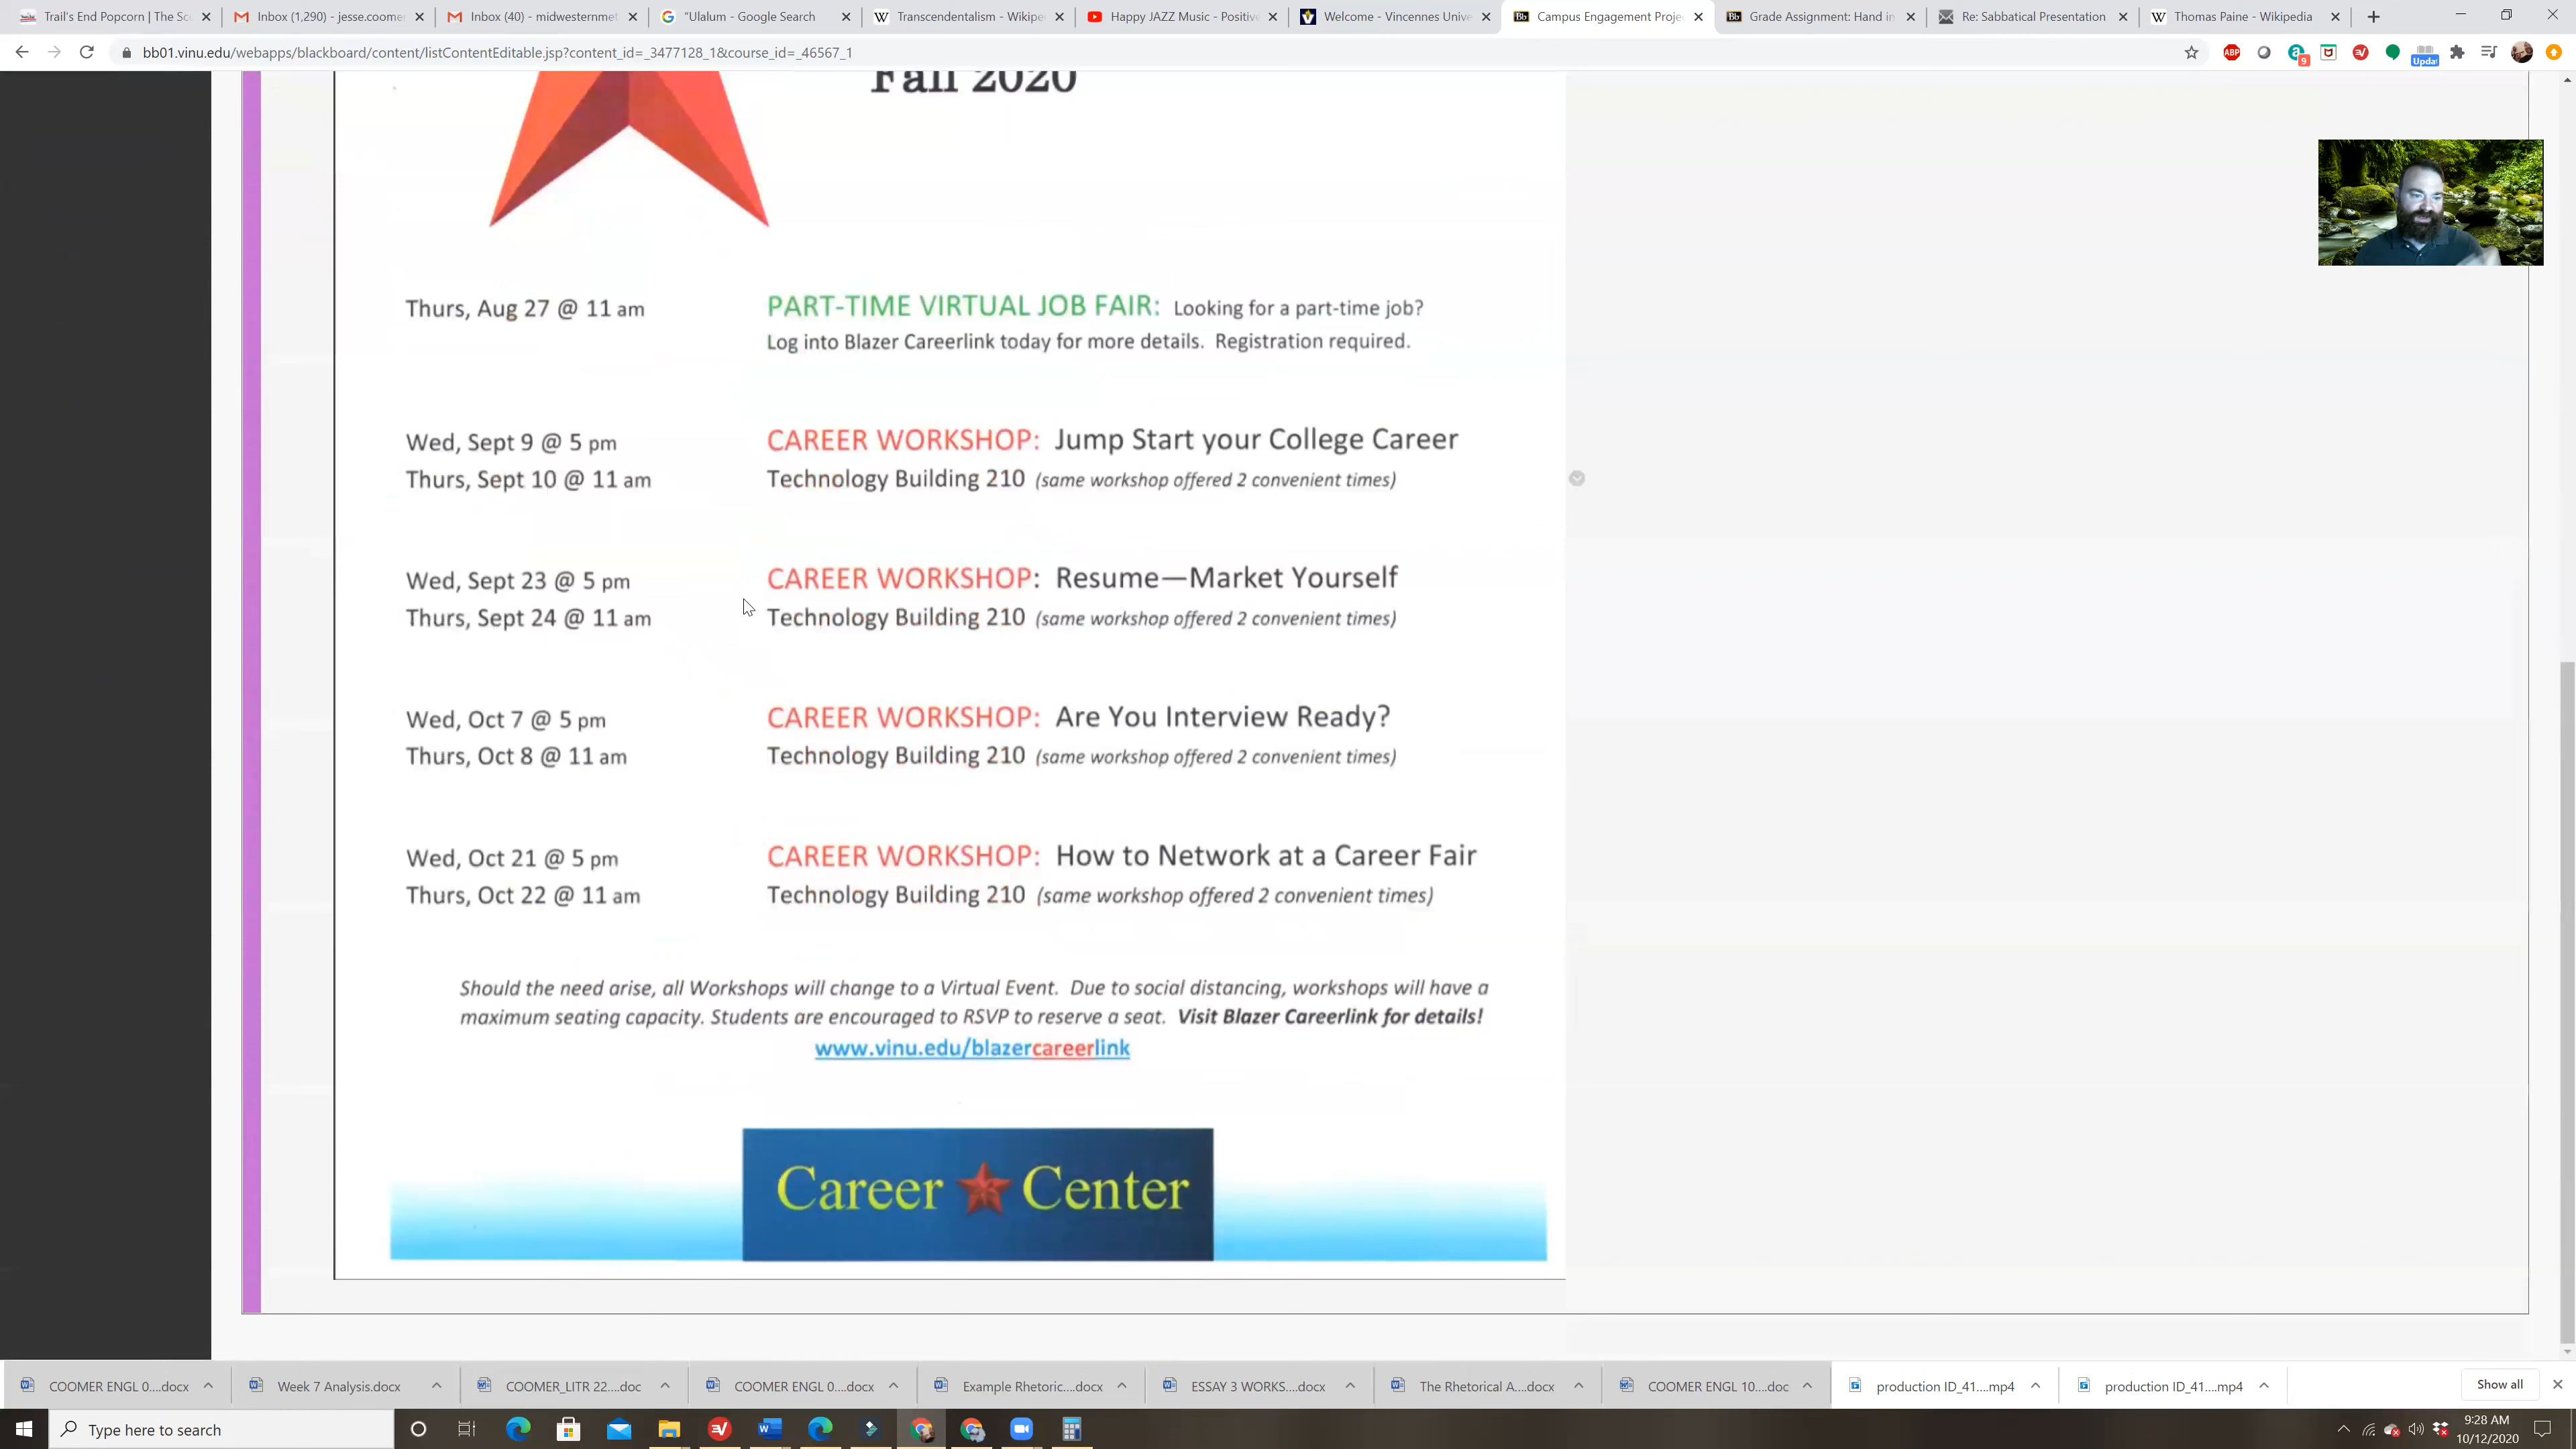 Trail's End Popcorn | The Sco
Inbox (1,290) - jesse.coomer
Inbox (40) - midwesternmet
"Ulalum - Google Search
Transcendentalism - Wikipe
Happy JAZZ Music - Positive
Welcome - Vincennes Unive
Campus Engagement Projec
Grade Assignment: Hand in
Re: Sabbatical Presentation
Thomas Paine - Wikipedia
bb01.vinu.edu/webapps/blackboard/content/listContentEditable.jsp?content_id=_3477128_1&course_id=_46567_1
ABP
9
Updat
Fall 2020
Thurs, Aug 27 @ 11 am
PART-TIME VIRTUAL JOB FAIR: Looking for a part-time job?
Log into Blazer Careerlink today for more details. Registration required.
Wed, Sept 9 @ 5 pm
CAREER WORKSHOP: Jump Start your College Career
Thurs, Sept 10 @ 11 am
Technology Building 210 (same workshop offered 2 convenient times)
Wed, Sept 23 @ 5 pm
CAREER WORKSHOP: Resume—Market Yourself
Thurs, Sept 24 @ 11 am
Technology Building 210 (same workshop offered 2 convenient times)
Wed, Oct 7 @ 5 pm
CAREER WORKSHOP: Are You Interview Ready?
Thurs, Oct 8 @ 11 am
Technology Building 210 (same workshop offered 2 convenient times)
Wed, Oct 21 @ 5 pm
CAREER WORKSHOP: How to Network at a Career Fair
Thurs, Oct 22 @ 11 am
Technology Building 210 (same workshop offered 2 convenient times)
Should the need arise, all Workshops will change to a Virtual Event. Due to social distancing, workshops will have a
maximum seating capacity. Students are encouraged to RSVP to reserve a seat. Visit Blazer Careerlink for details!
www.vinu.edu/blazercareerlink
Career Center
COOMER ENGL 0....docx
Week 7 Analysis.docx
COOMER_LITR 22....doc
COOMER ENGL 0....docx
Example Rhetoric....docx
ESSAY 3 WORKS....docx
The Rhetorical A....docx
COOMER ENGL 10....doc
production ID_41....mp4
production ID_41....mp4
Show all
Type here to search
9:28 AM
10/12/2020